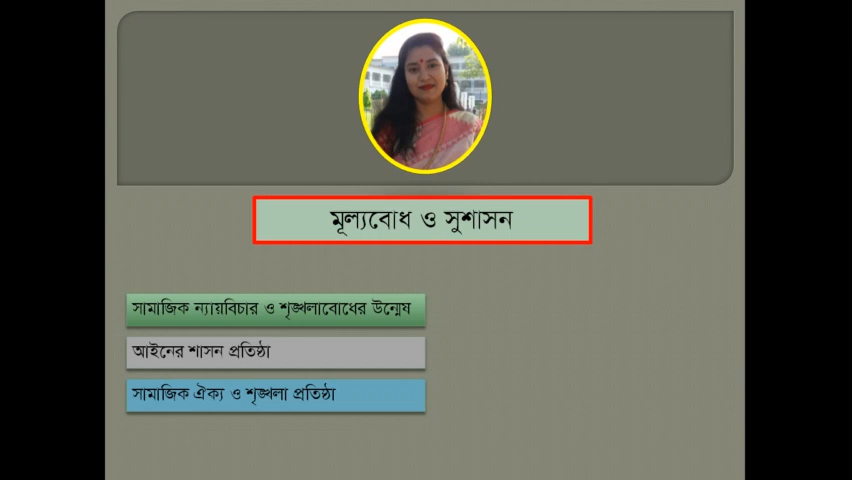 মূল্যবোধ ও সুশাসন
সামাজিক ন্যায়বিচার ও শৃঙ্খলাবোধের উন্মেষ
আইনের শাসন প্রতিষ্ঠা
সামাজিক ঐক্য ও শৃঙ্খলা প্রতিষ্ঠা